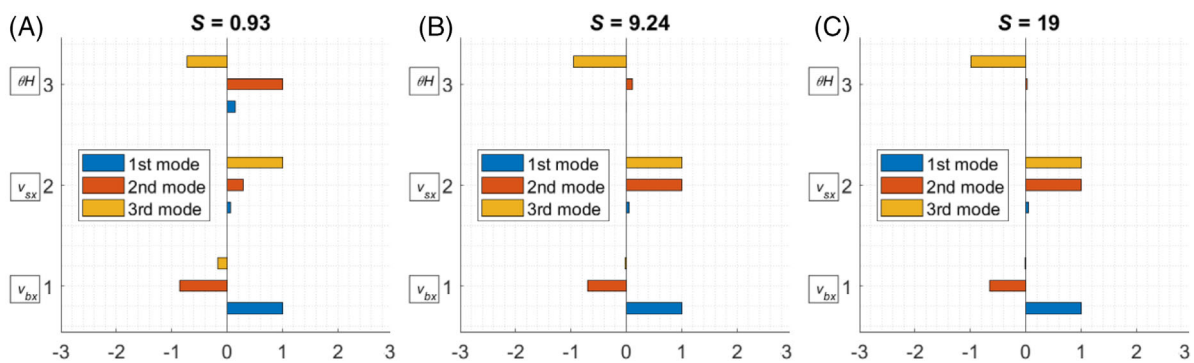 (A)
S = 0.93
θH
3
v_sx
2
v_bx
1
1st mode
2nd mode
3rd mode
-3 -2 -1 0 1 2 3
(B)
S = 9.24
θH
3
v_sx
2
v_bx
1
1st mode
2nd mode
3rd mode
-3 -2 -1 0 1 2 3
(C)
S = 19
θH
3
v_sx
2
v_bx
1
1st mode
2nd mode
3rd mode
-3 -2 -1 0 1 2 3